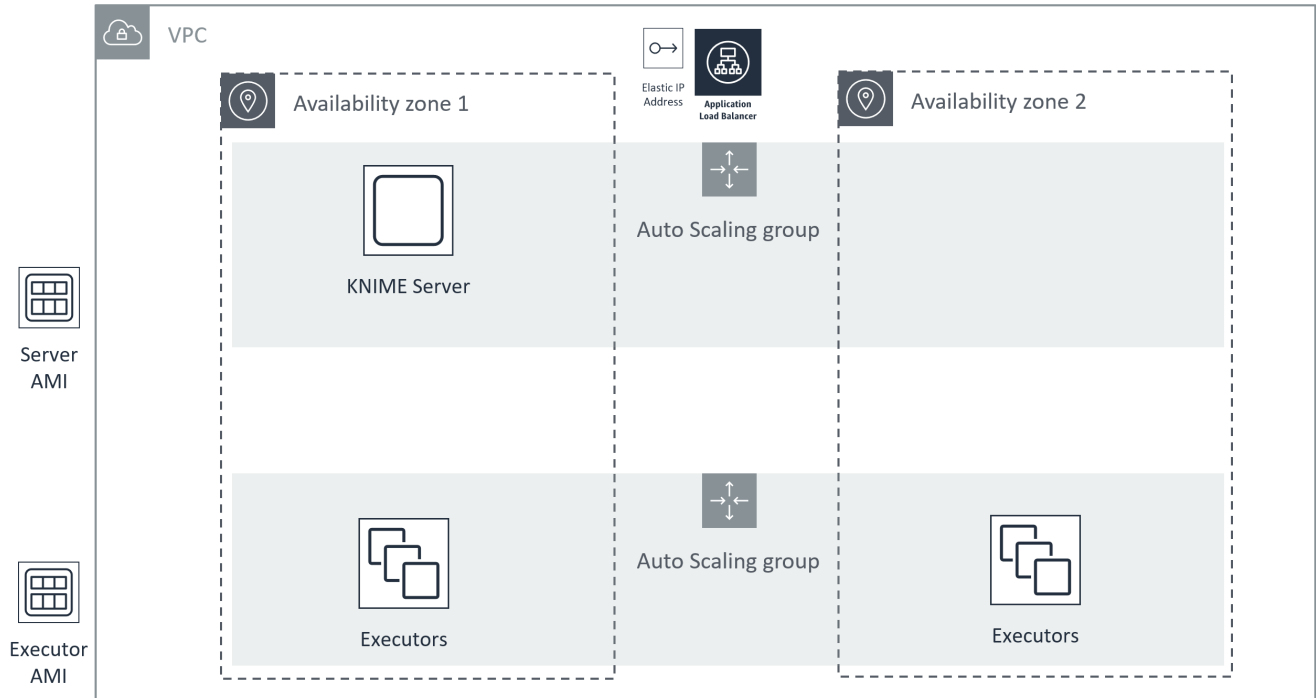 VPC
Elastic IP
Address
Application
Load Balancer
Availability zone 1
Availability zone 2
Auto Scaling group
KNIME Server
Server
AMI
Auto Scaling group
Executors
Executors
Executor
AMI